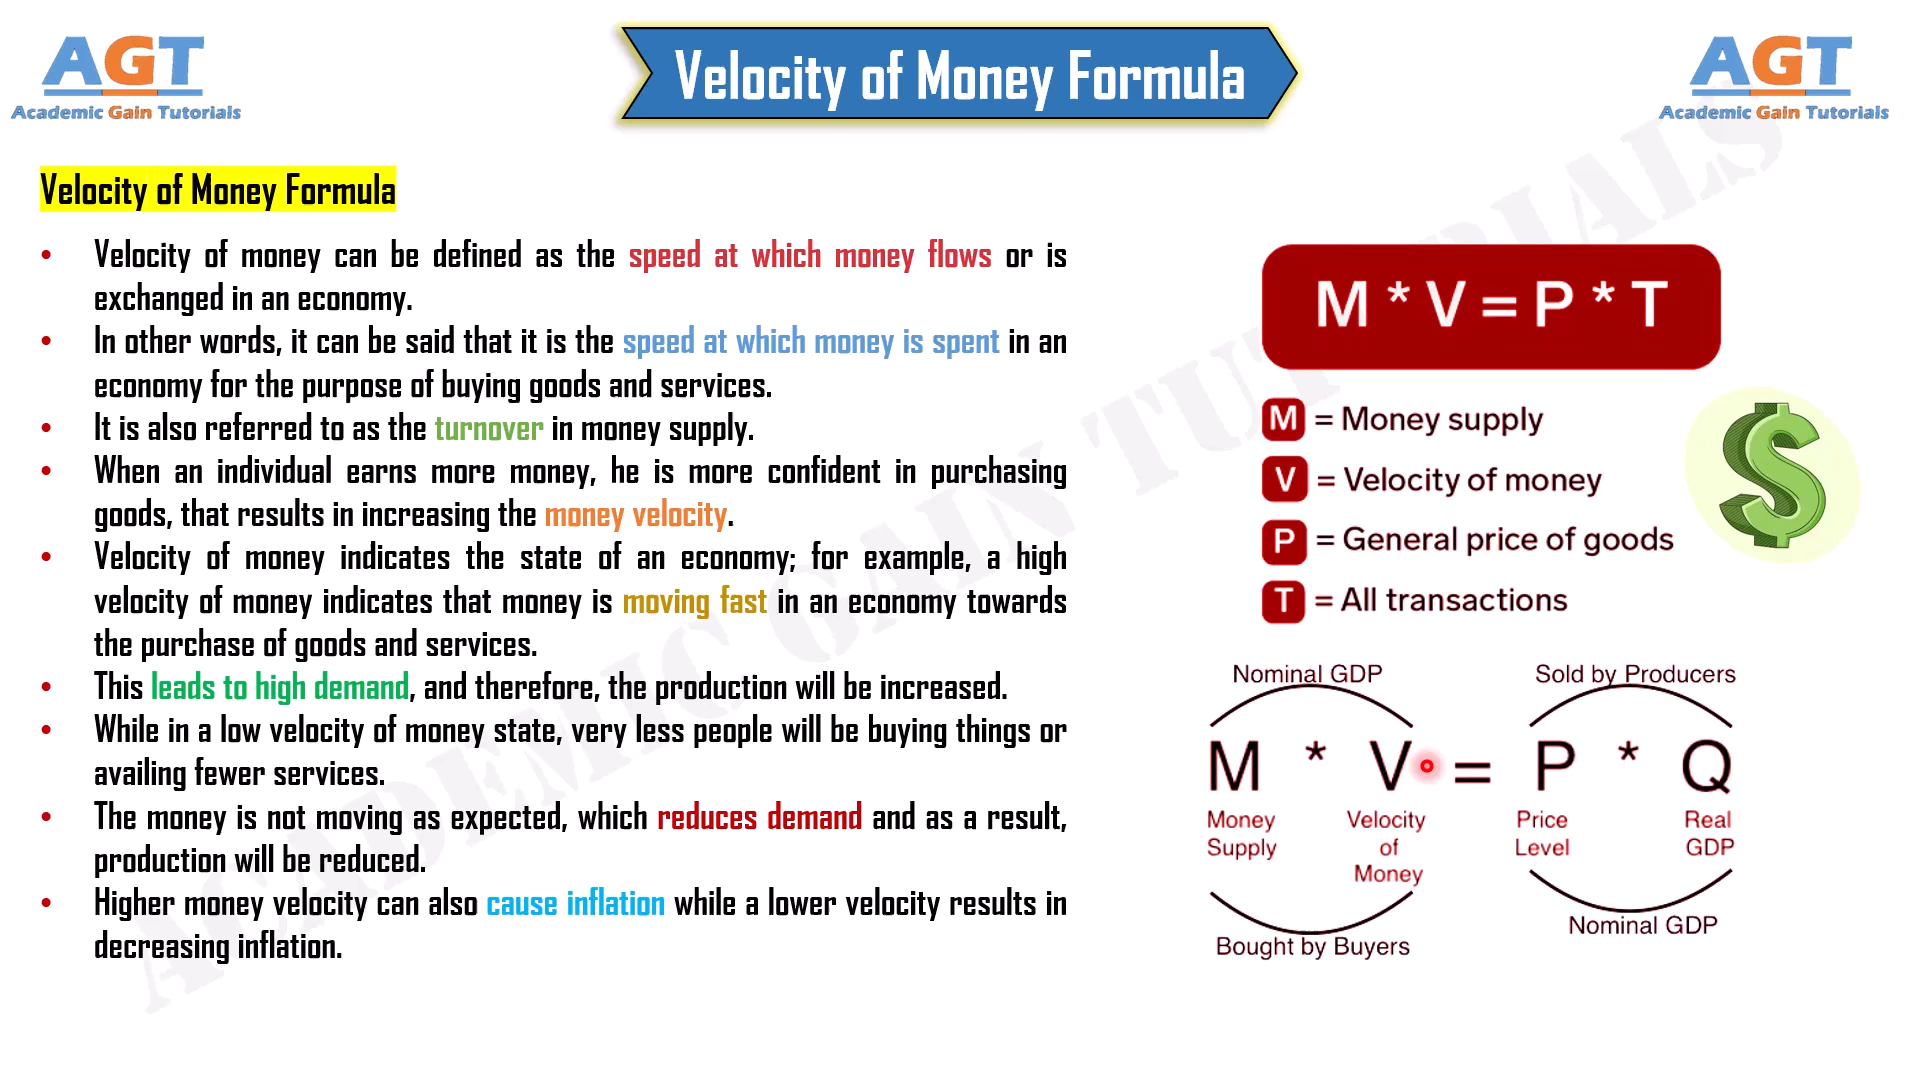 AGT
Academic Gain Tutorials
Velocity of Money Formula
AGT
Academic Gain Tutorials
Velocity of Money Formula
• Velocity of money can be defined as the speed at which money flows or is
exchanged in an economy.
• In other words, it can be said that it is the speed at which money is spent in an
economy for the purpose of buying goods and services.
• It is also referred to as the turnover in money supply.
• When an individual earns more money, he is more confident in purchasing
goods, that results in increasing the money velocity.
• Velocity of money indicates the state of an economy; for example, a high
velocity of money indicates that money is moving fast in an economy towards
the purchase of goods and services.
• This leads to high demand, and therefore, the production will be increased.
• While in a low velocity of money state, very less people will be buying things or
availing fewer services.
• The money is not moving as expected, which reduces demand and as a result,
production will be reduced.
• Higher money velocity can also cause inflation while a lower velocity results in
decreasing inflation.
M * V = P * T
M = Money supply
V = Velocity of money
P = General price of goods
T = All transactions
$
Nominal GDP Sold by Producers
M * V = P * Q
Money Velocity Price Real
Supply of Level GDP
Money
Bought by Buyers Nominal GDP
ACADEMIC GAIN TUTORIALS